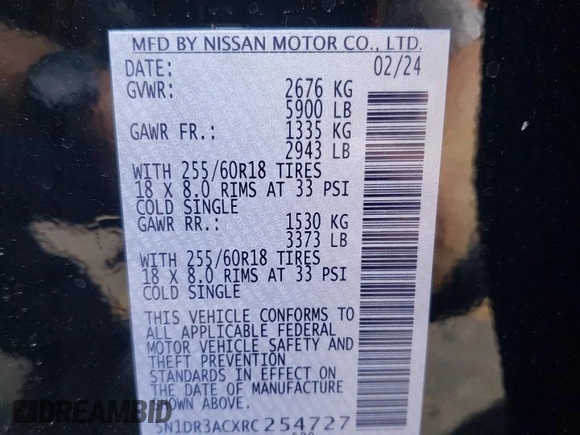 MFD BY NISSAN MOTOR CO., LTD.
DATE: 02/24
GVWR: 2676 KG
5900 LB
GAWR FR.: 1335 KG
2943 LB
WITH 255/60R18 TIRES
18 X 8.0 RIMS AT 33 PSI
COLD SINGLE
GAWR RR.: 1530 KG
3373 LB
WITH 255/60R18 TIRES
18 X 8.0 RIMS AT 33 PSI
COLD SINGLE
THIS VEHICLE CONFORMS TO
ALL APPLICABLE FEDERAL
MOTOR VEHICLE SAFETY AND
THEFT PREVENTION
STANDARDS IN EFFECT ON
THE DATE OF MANUFACTURE
SHOWN ABOVE.
5N1DR3ACXRC254727
DREAMBID